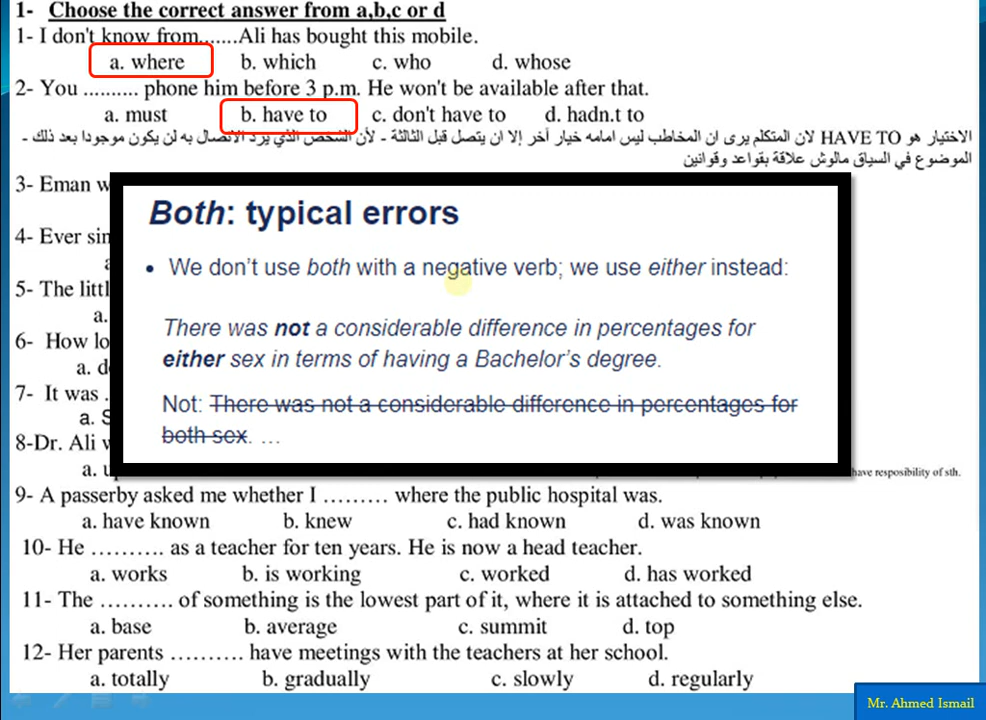 1- Choose the correct answer from a,b,c or d
1- I don't know from.......Ali has bought this mobile.
a. where b. which c. who d. whose
2- You .......... phone him before 3 p.m. He won't be available after that.
a. must b. have to c. don't have to d. hadn.t to
الاختيار هو HAVE TO لان المتكلم يرى ان المخاطب ليس امامه خيار آخر إلا ان يتصل قبل الثالثة - لأن الشخص الذي يرد الاتصال به لن يكون موجودا بعد ذلك -
الموضوع في السياق مالوش علاقة بقواعد وقوانين
3- Eman
Both: typical errors
4- Ever
• We don't use both with a negative verb; we use either instead:
5- The
a.
There was not a considerable difference in percentages for
6- How
either sex in terms of having a Bachelor's degree.
a.
7- It was
Not: There was not a considerable difference in percentages for
a.
both sex. ...
8-Dr. Ali
a.
have resposibility of sth.
9- A passerby asked me whether I ......... where the public hospital was.
a. have known b. knew c. had known d. was known
10- He .......... as a teacher for ten years. He is now a head teacher.
a. works b. is working c. worked d. has worked
11- The .......... of something is the lowest part of it, where it is attached to something else.
a. base b. average c. summit d. top
12- Her parents .......... have meetings with the teachers at her school.
a. totally b. gradually c. slowly d. regularly
Mr. Ahmed Ismail